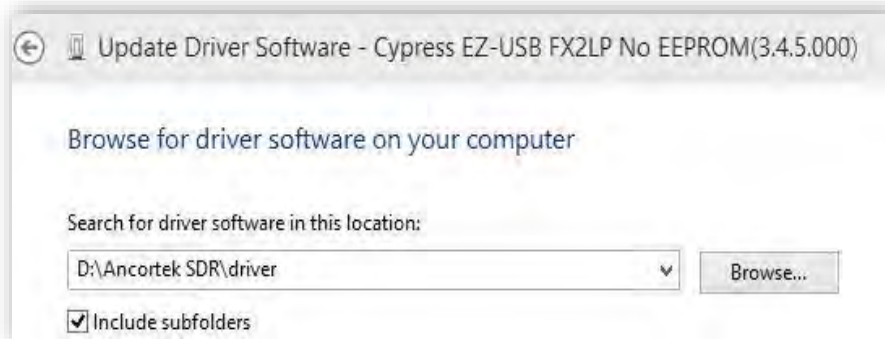 Update Driver Software - Cypress EZ-USB FX2LP No EEPROM(3.4.5.000)
Browse for driver software on your computer
Search for driver software in this location:
D:\Ancortek SDR\driver
Browse...
Include subfolders